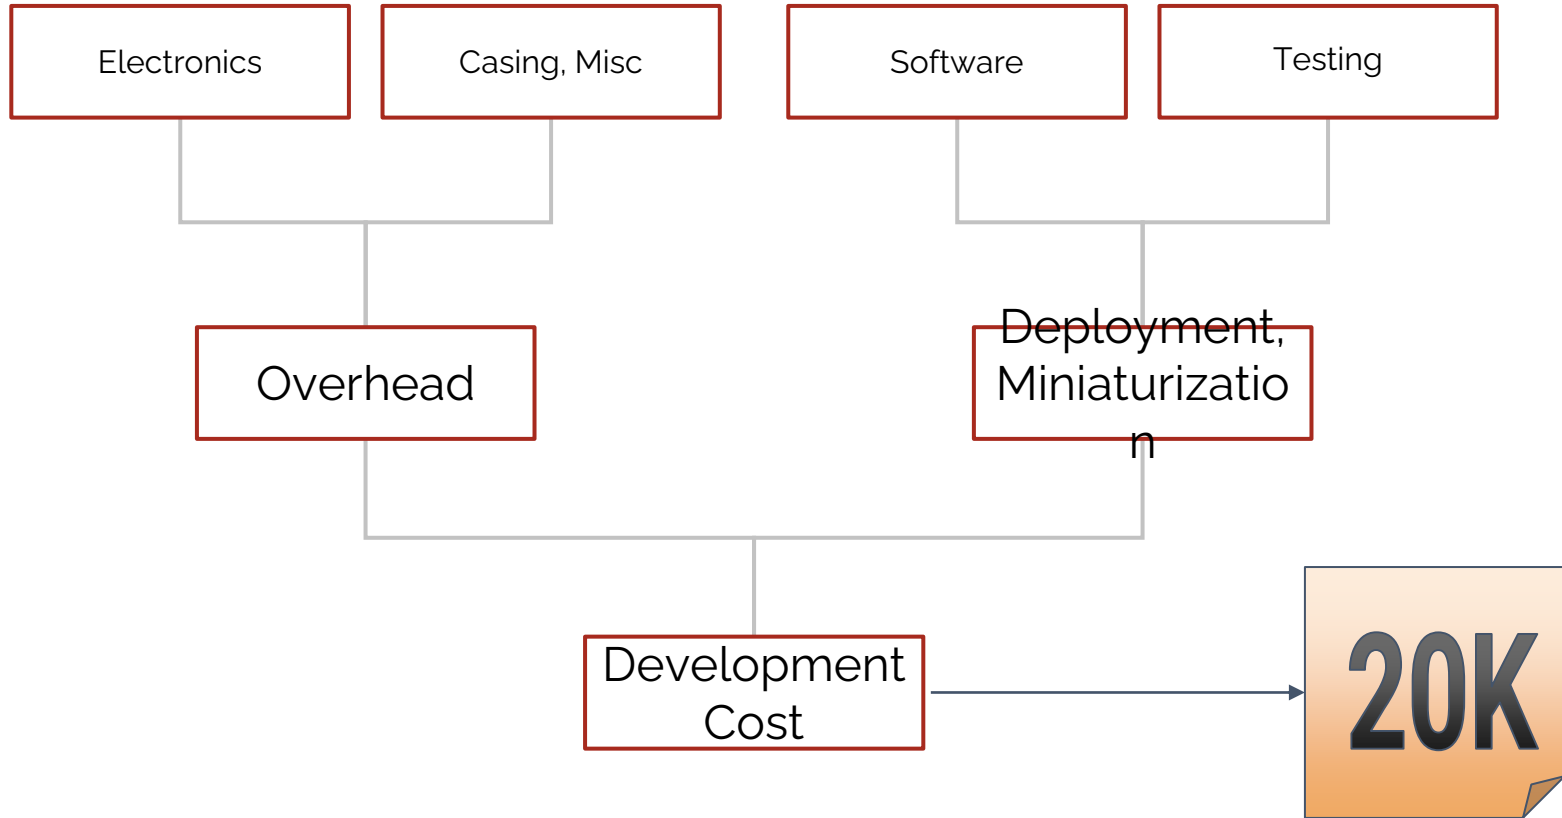 Electronics
Casing, Misc
Software
Testing
Overhead
Deployment,
Miniaturizatio
n
Development
Cost
20K